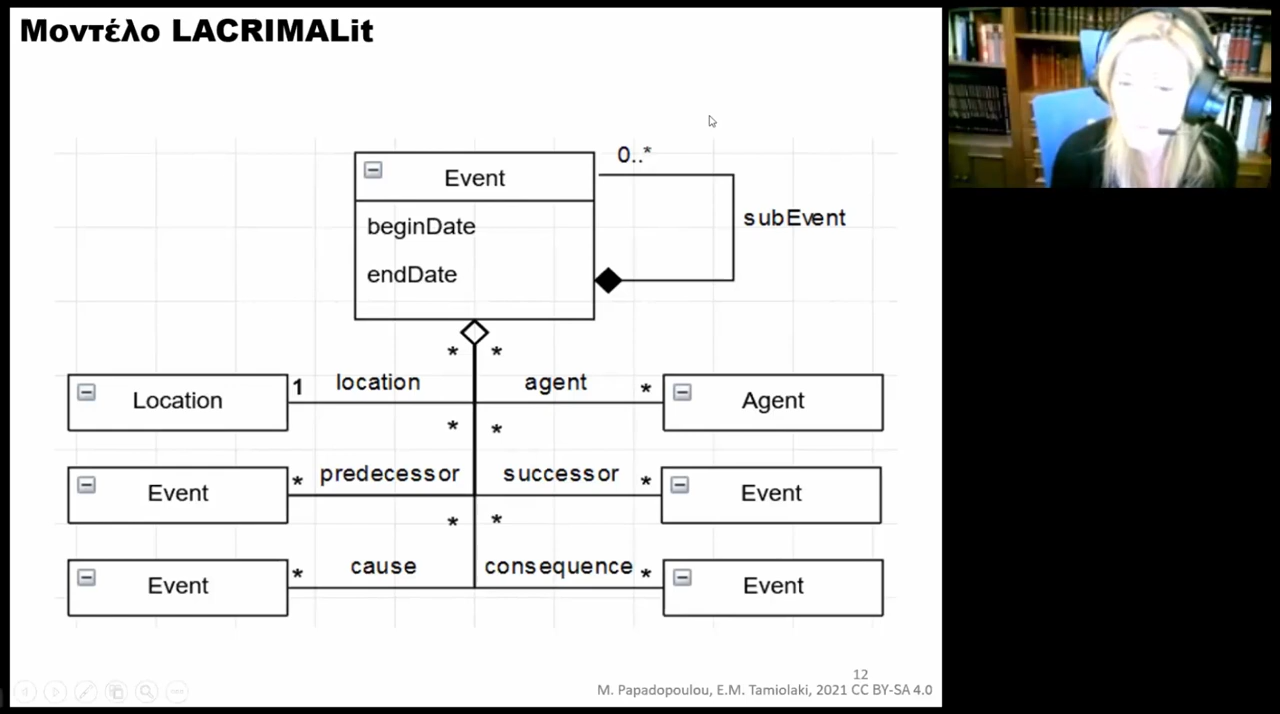 Μοντέλο LACRIMALit
0..*
Event
subEvent
beginDate
endDate
* *
1 location agent *
Location Agent
* *
predecessor successor
* *
Event Event
* *
cause consequence
* *
Event Event
12
M. Papadopoulou, E.M. Tamiolaki, 2021 CC BY-SA 4.0